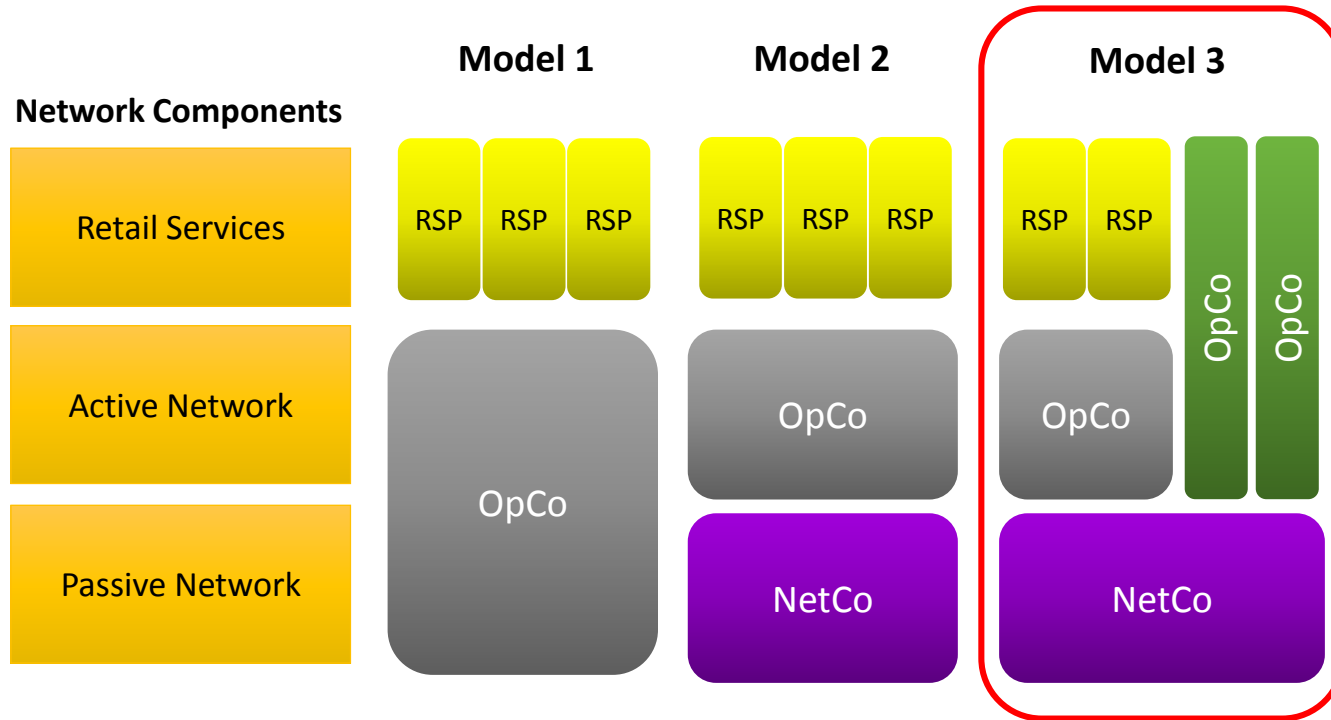 Model 1
Model 2
Model 3
Network Components
Retail Services
RSP
RSP
RSP
RSP
RSP
RSP
RSP
RSP
OpCo
OpCo
Active Network
OpCo
OpCo
OpCo
Passive Network
NetCo
NetCo